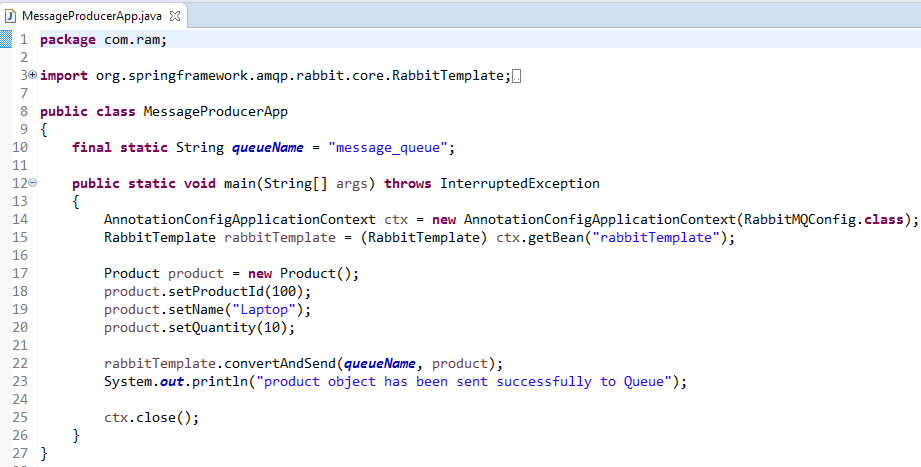 MessageProducerApp.java
1 package com.ram;
2
3 import org.springframework.amqp.rabbit.core.RabbitTemplate;
7
8 public class MessageProducerApp
9 {
10     final static String queueName = "message_queue";
11
12     public static void main(String[] args) throws InterruptedException
13     {
14         AnnotationConfigApplicationContext ctx = new AnnotationConfigApplicationContext(RabbitMQConfig.class);
15         RabbitTemplate rabbitTemplate = (RabbitTemplate) ctx.getBean("rabbitTemplate");
16
17         Product product = new Product();
18         product.setProductId(100);
19         product.setName("Laptop");
20         product.setQuantity(10);
21
22         rabbitTemplate.convertAndSend(queueName, product);
23         System.out.println("product object has been sent successfully to Queue");
24
25         ctx.close();
26     }
27 }